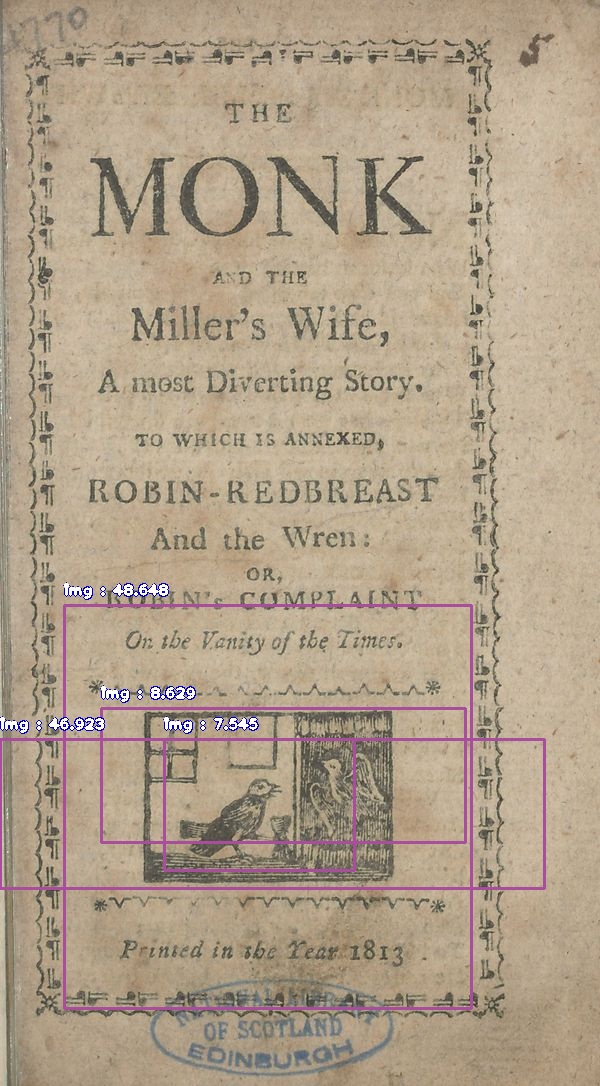 1770
5
THE
MONK
AND THE
Miller's Wife,
A most Diverting Story.
TO WHICH IS ANNEXED,
ROBIN-REDBREAST
And the Wren:
OR,
img : 48.648
ROBIN's COMPLAINT
On the Vanity of the Times.
img : 8.629
img : 46.923
img : 7.545
Printed in the Year 1813.
OF SCOTLAND
EDINBURGH